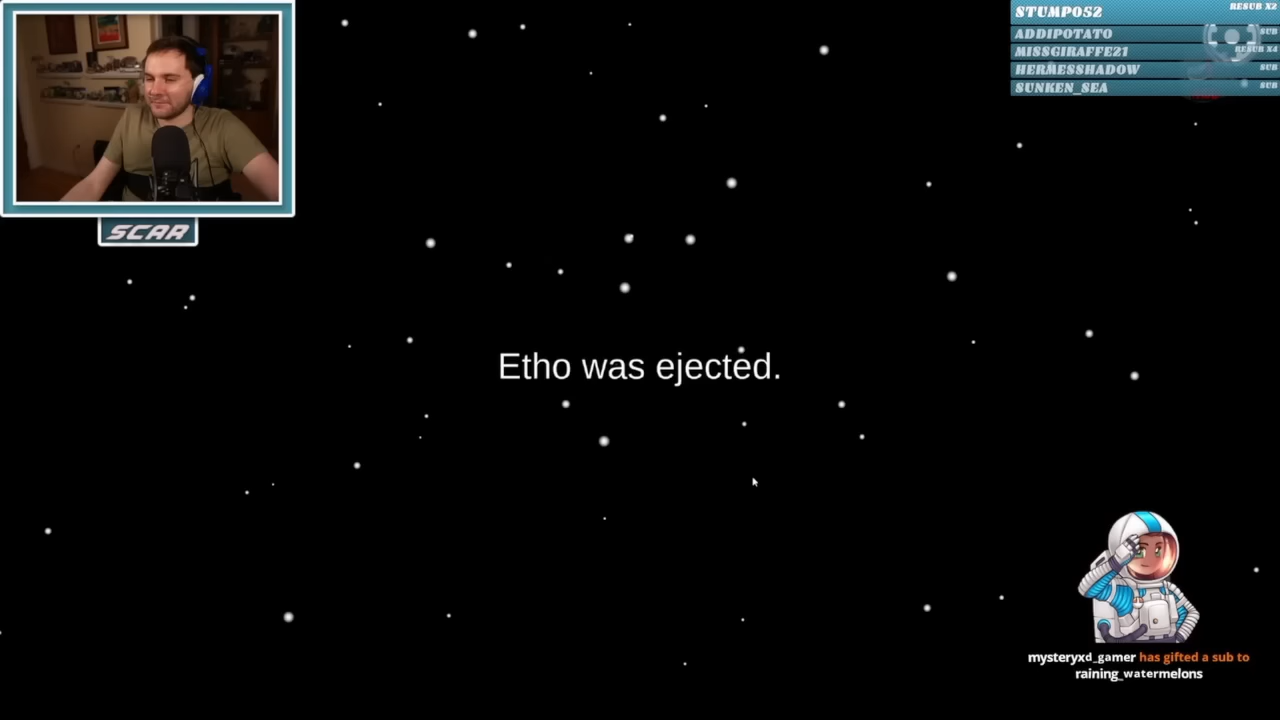 STUMPOS2 RESUB X2
ADDIPOTATO SUB
MISSGIRAFFE21 RESUB X4
HERMESSHADOW SUB
SUNKEN_SEA SUB
SCAR
Etho was ejected.
mysteryxd_gamer has gifted a sub to
raining_watermelons